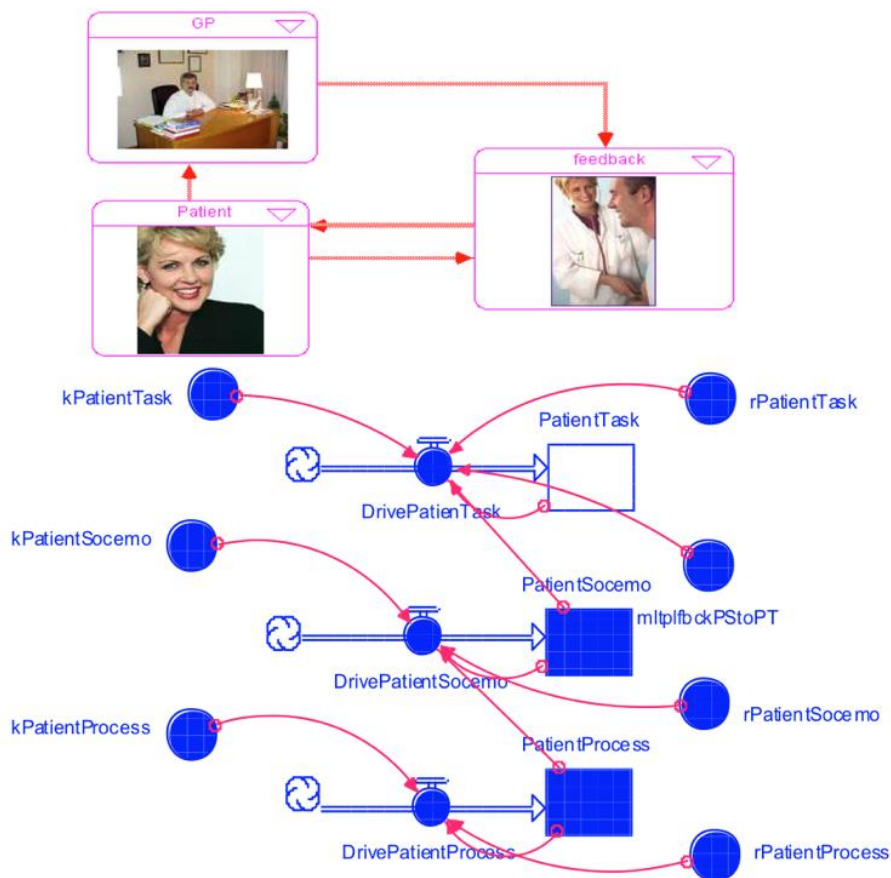 GP
feedback
Patient
kPatientTask
rPatientTask
PatientTask
DrivePatienTask
kPatientSocemo
PatientSocemo
mltplfbckPStoPT
DrivePatientSocemo
rPatientSocemo
kPatientProcess
PatientProcess
DrivePatientProcess
rPatientProcess